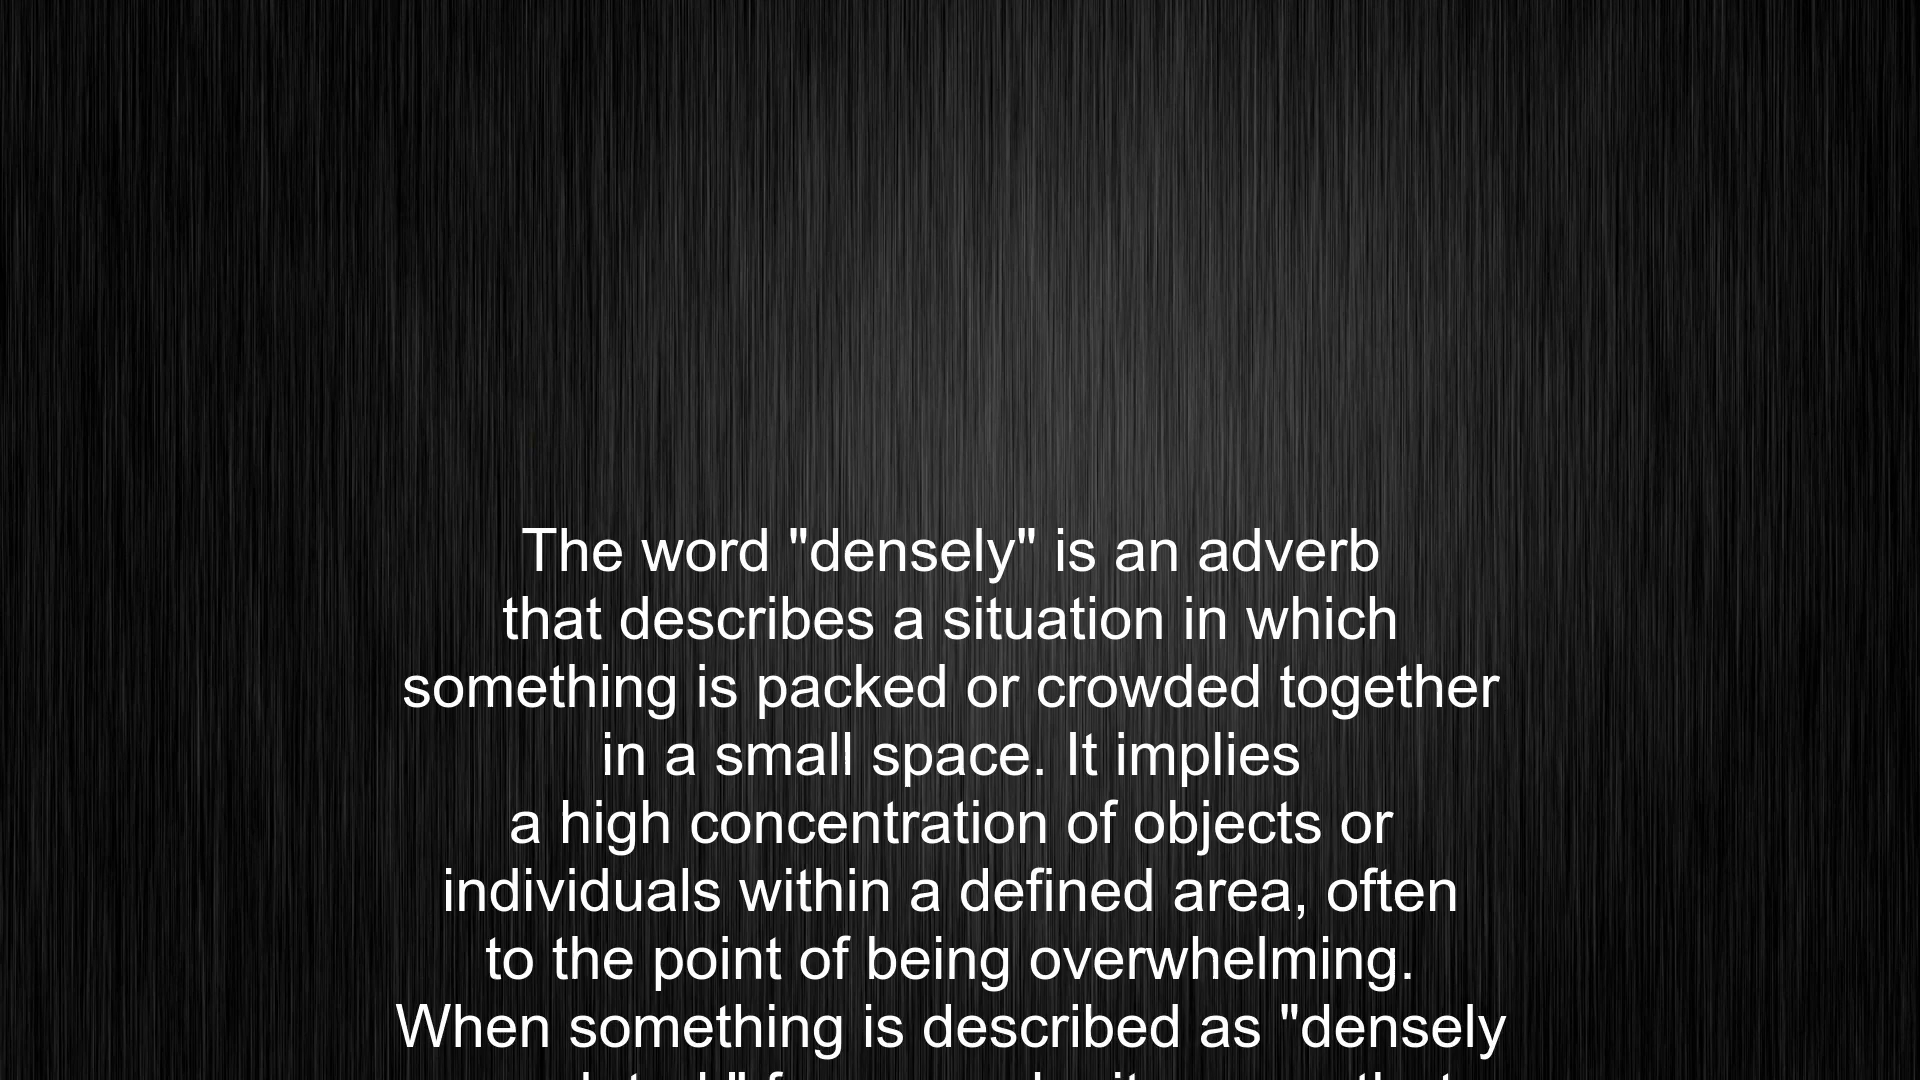 The word "densely" is an adverb
that describes a situation in which
something is packed or crowded together
in a small space. It implies
a high concentration of objects or
individuals within a defined area, often
to the point of being overwhelming.
When something is described as "densely